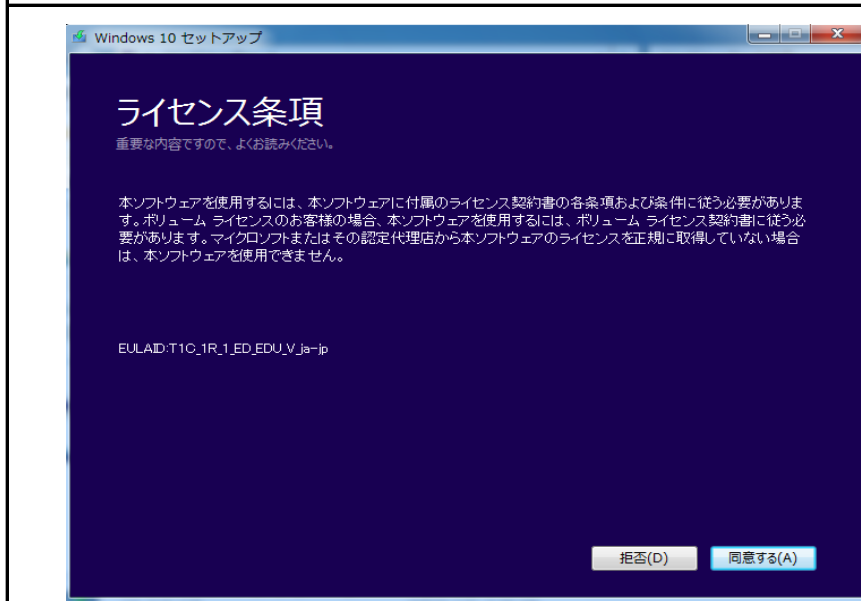 Windows 10 セットアップ
ライセンス条項
重要な内容ですので、よくお読みください。
本ソフトウェアを使用するには、本ソフトウェアに付属のライセンス契約書の各条項および条件に従う必要がありま
す。ボリューム ライセンスのお客様の場合、本ソフトウェアを使用するには、ボリューム ライセンス契約書に従う必
要があります。マイクロソフトまたはその認定代理店から本ソフトウェアのライセンスを正規に取得していない場合
は、本ソフトウェアを使用できません。
EULAID:T1C_1R_1_ED_EDU_V_ja-jp
拒否(D)
同意する(A)